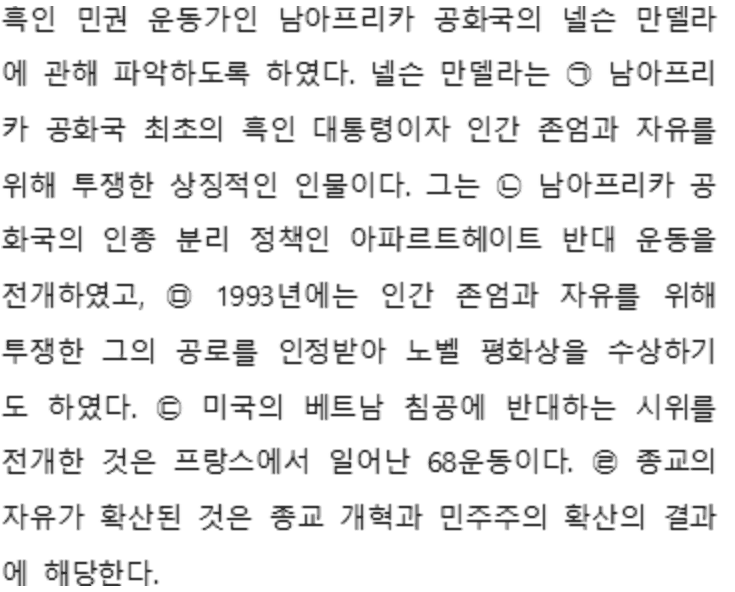 흑인 민권 운동가인 남아프리카 공화국의 넬슨 만델라
에 관해 파악하도록 하였다. 넬슨 만델라는 ㉠ 남아프리
카 공화국 최초의 흑인 대통령이자 인간 존엄과 자유를
위해 투쟁한 상징적인 인물이다. 그는 ㉡ 남아프리카 공
화국의 인종 분리 정책인 아파르트헤이트 반대 운동을
전개하였고, ㉤ 1993년에는 인간 존엄과 자유를 위해
투쟁한 그의 공로를 인정받아 노벨 평화상을 수상하기
도 하였다. ㉢ 미국의 베트남 침공에 반대하는 시위를
전개한 것은 프랑스에서 일어난 68운동이다. ㉣ 종교의
자유가 확산된 것은 종교 개혁과 민주주의 확산의 결과
에 해당한다.